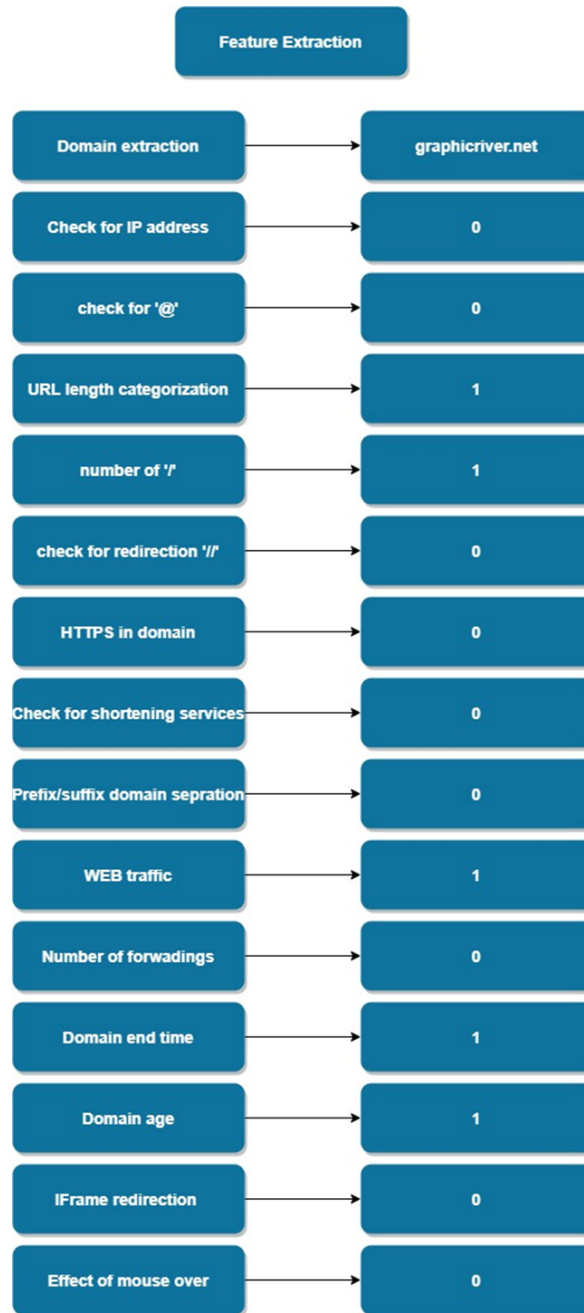 Feature Extraction
Domain extraction
graphicriver.net
Check for IP address
0
check for '@'
0
URL length categorization
1
number of '/'
1
check for redirection '//'
0
HTTPS in domain
0
Check for shortening services
0
Prefix/suffix domain sepration
0
WEB traffic
1
Number of forwadings
0
Domain end time
1
Domain age
1
IFrame redirection
0
Effect of mouse over
0